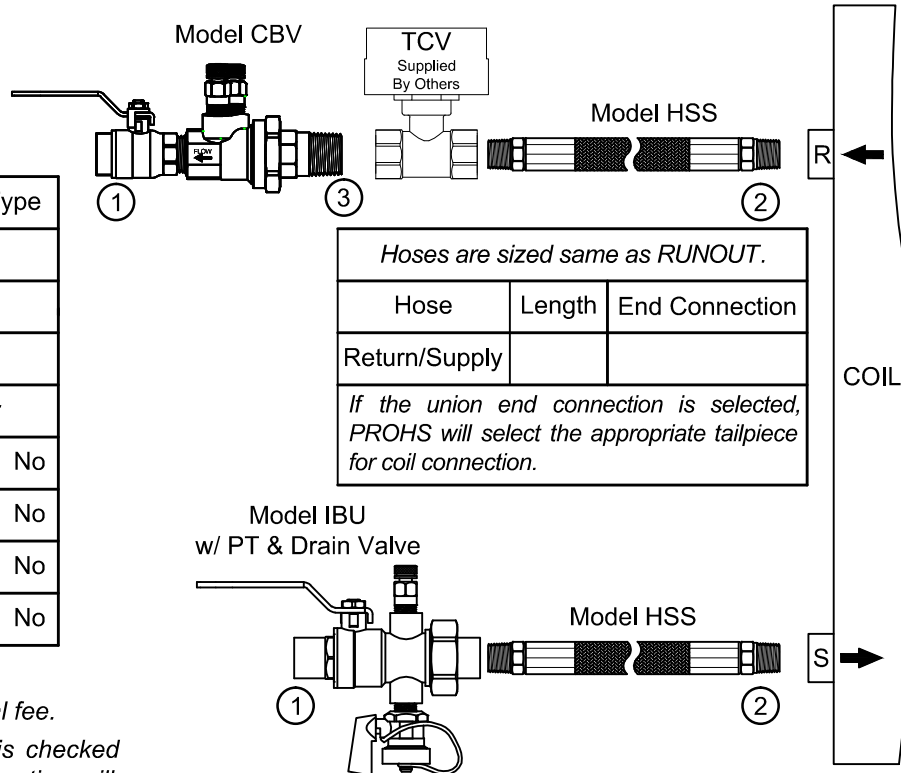 Model CBV
TCV
Supplied
By Others
Model HSS
FLOW
R
1
3
2
ype
No
No
No
No
Hoses are sized same as RUNOUT.
Hose Length End Connection
Return/Supply
If the union end connection is selected,
PROHS will select the appropriate tailpiece
for coil connection.
COIL
Model IBU
w/ PT & Drain Valve
Model HSS
S
1
2
l fee.
is checked